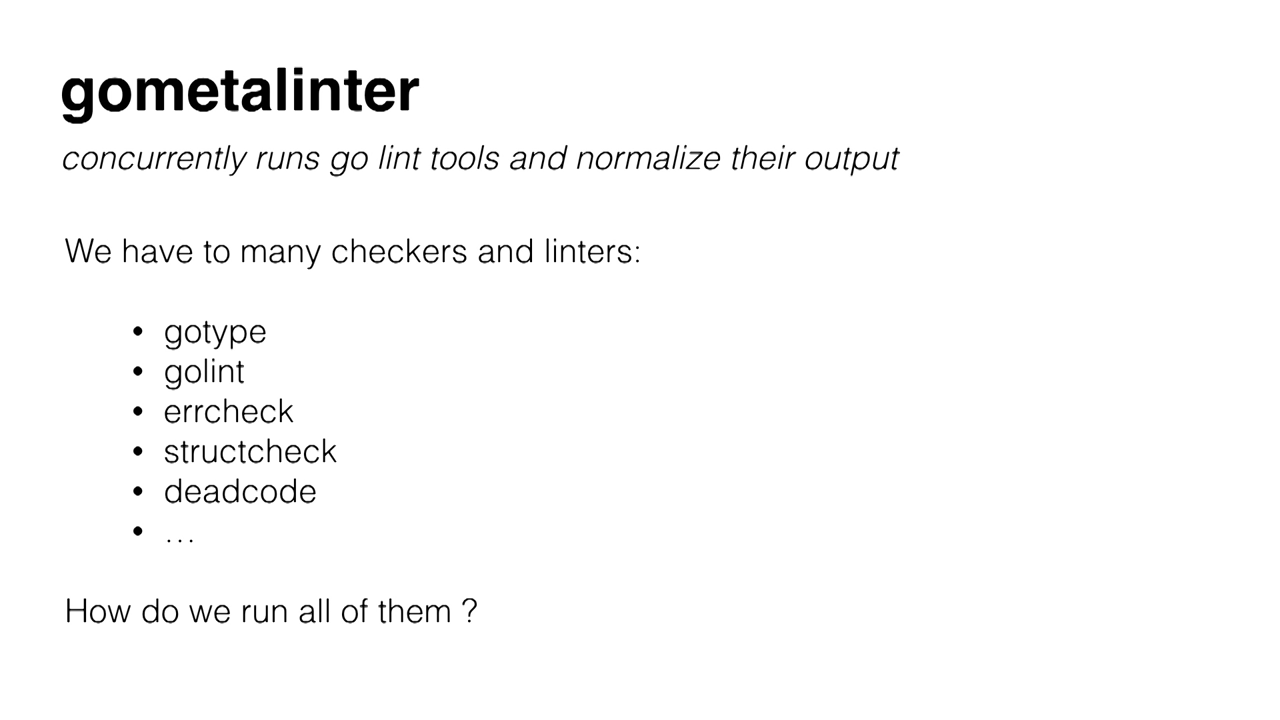 gometalinter
concurrently runs go lint tools and normalize their output
We have to many checkers and linters:
• gotype
• golint
• errcheck
• structcheck
• deadcode
• …
How do we run all of them ?